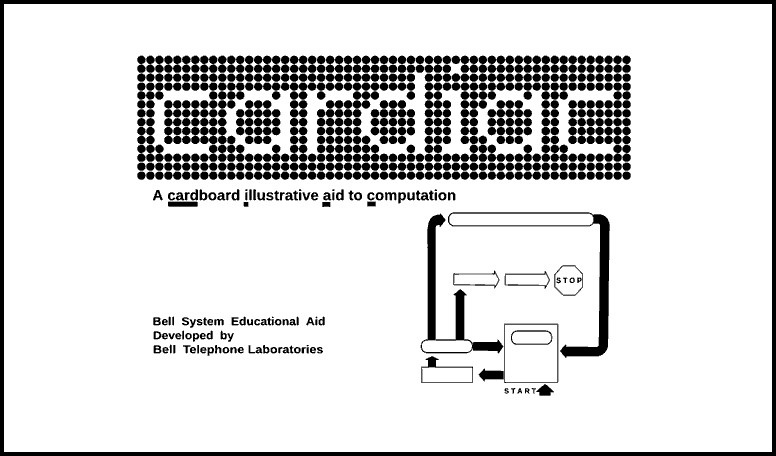 cardiac
A cardboard illustrative aid to computation
STOP
Bell System Educational Aid
Developed by
Bell Telephone Laboratories
START